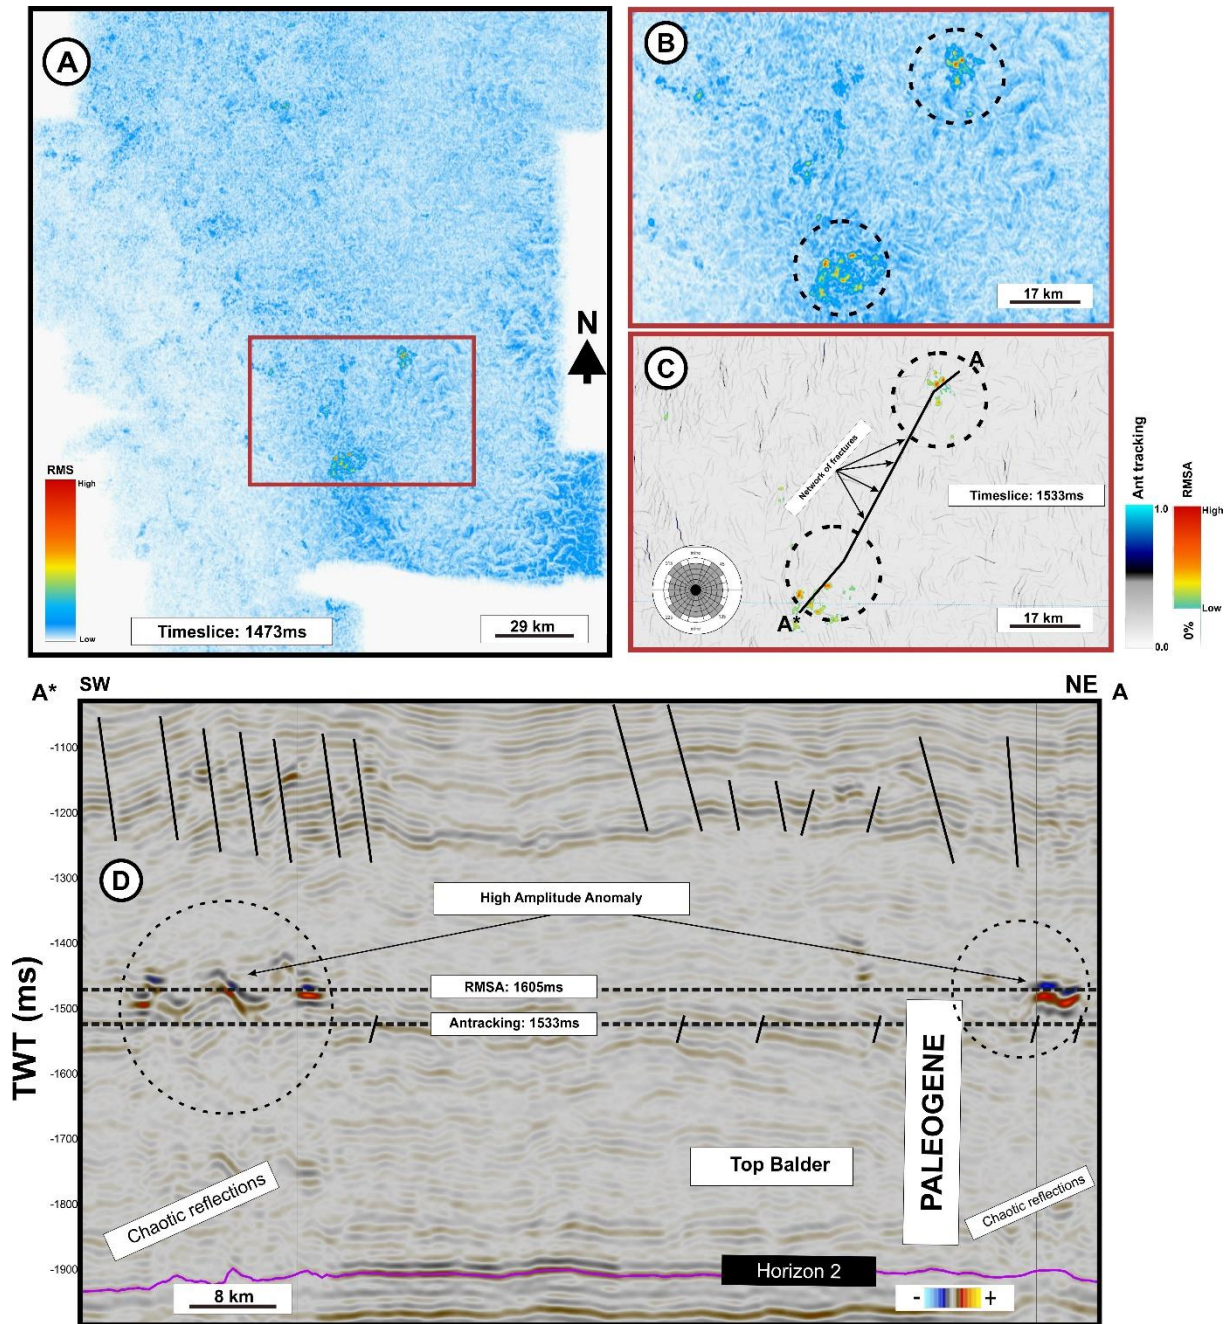 A
N
RMS
High
Low
Timeslice: 1473ms
29 km
B
17 km
C
A
Network of fractures
Timeslice: 1533ms
A*
17 km
Ant tracking
1.0
0.0
RMSA
High
Low
0%
A*
SW
NE
A
TWT (ms)
-1100
-1200
-1300
-1400
-1500
-1600
-1700
-1800
-1900
D
High Amplitude Anomaly
RMSA: 1605ms
Antracking: 1533ms
PALEOGENE
Top Balder
Chaotic reflections
Chaotic reflections
Horizon 2
8 km
- +